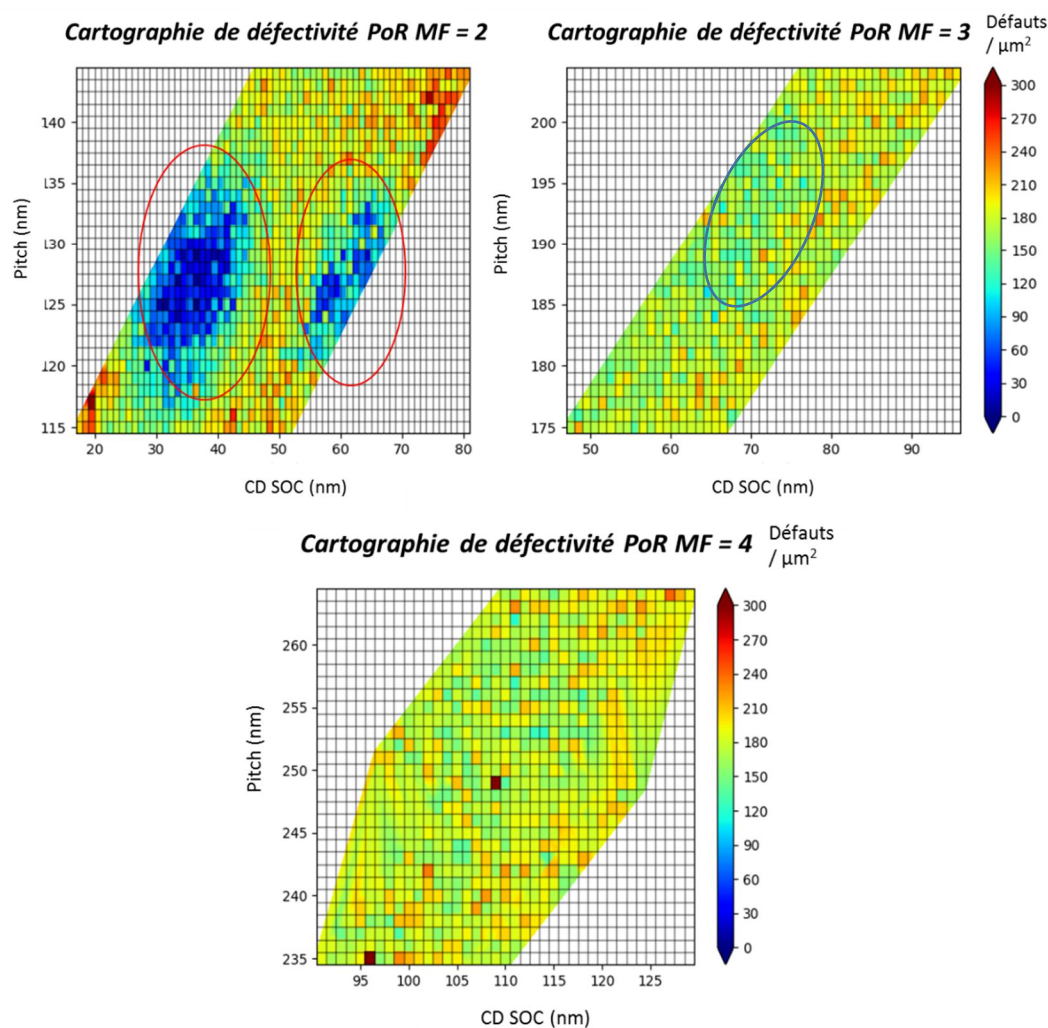 Cartographie de défectivité PoR MF = 2
Pitch (nm)
140
135
130
125
120
115
20 30 40 50 60 70 80
CD SOC (nm)
Cartographie de défectivité PoR MF = 3
Pitch (nm)
200
195
190
185
180
175
50 60 70 80 90
CD SOC (nm)
Défauts
/ µm²
300
270
240
210
180
150
120
90
60
30
0
Cartographie de défectivité PoR MF = 4
Pitch (nm)
260
255
250
245
240
235
95 100 105 110 115 120 125
CD SOC (nm)
Défauts
/ µm²
300
270
240
210
180
150
120
90
60
30
0